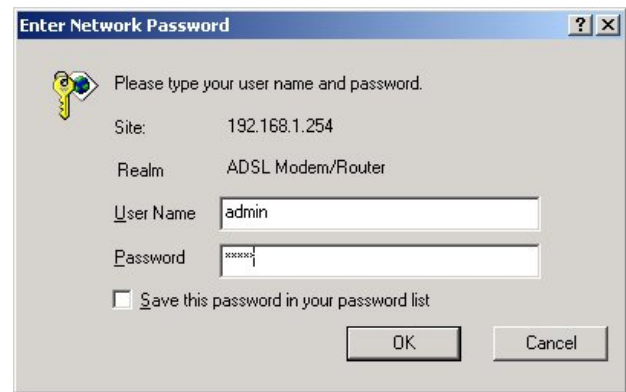 Enter Network Password
Please type your user name and password.
Site: 192.168.1.254
Realm ADSL Modem/Router
User Name admin
Password xxxxx
Save this password in your password list
OK Cancel